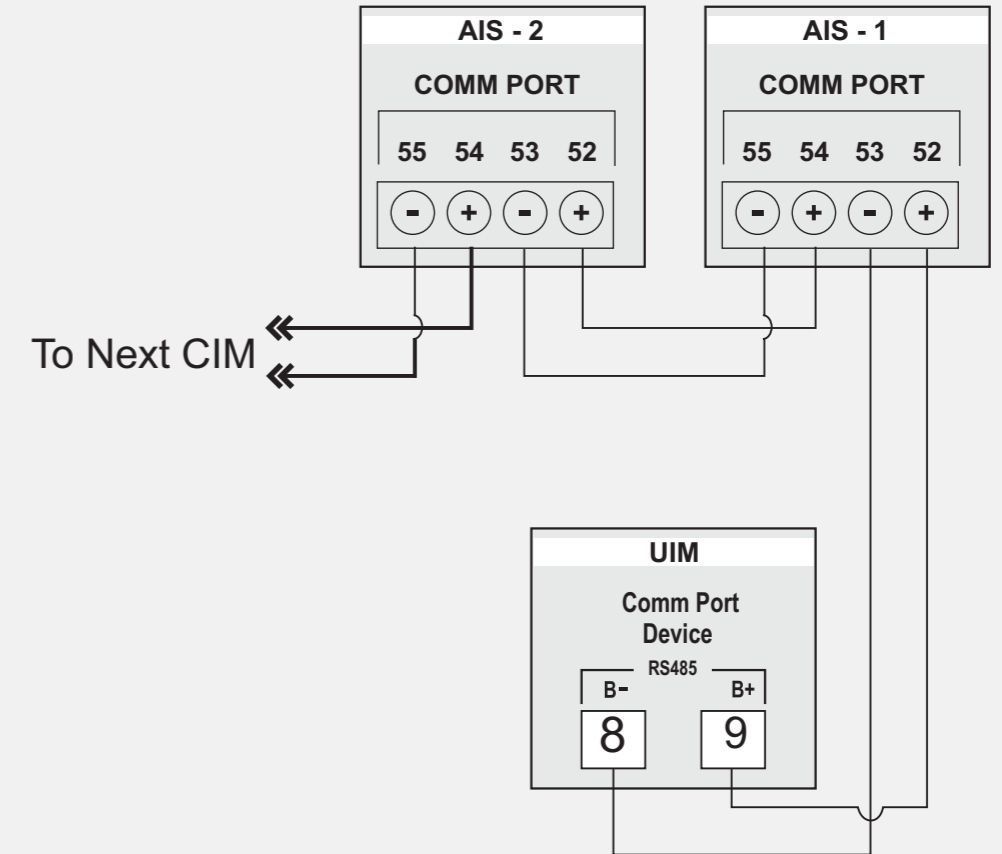 AIS - 2
COMM PORT
55 54 53 52
- + - +
AIS - 1
COMM PORT
55 54 53 52
- + - +
To Next CIM
UIM
Comm Port
Device
RS485
B- B+
8 9